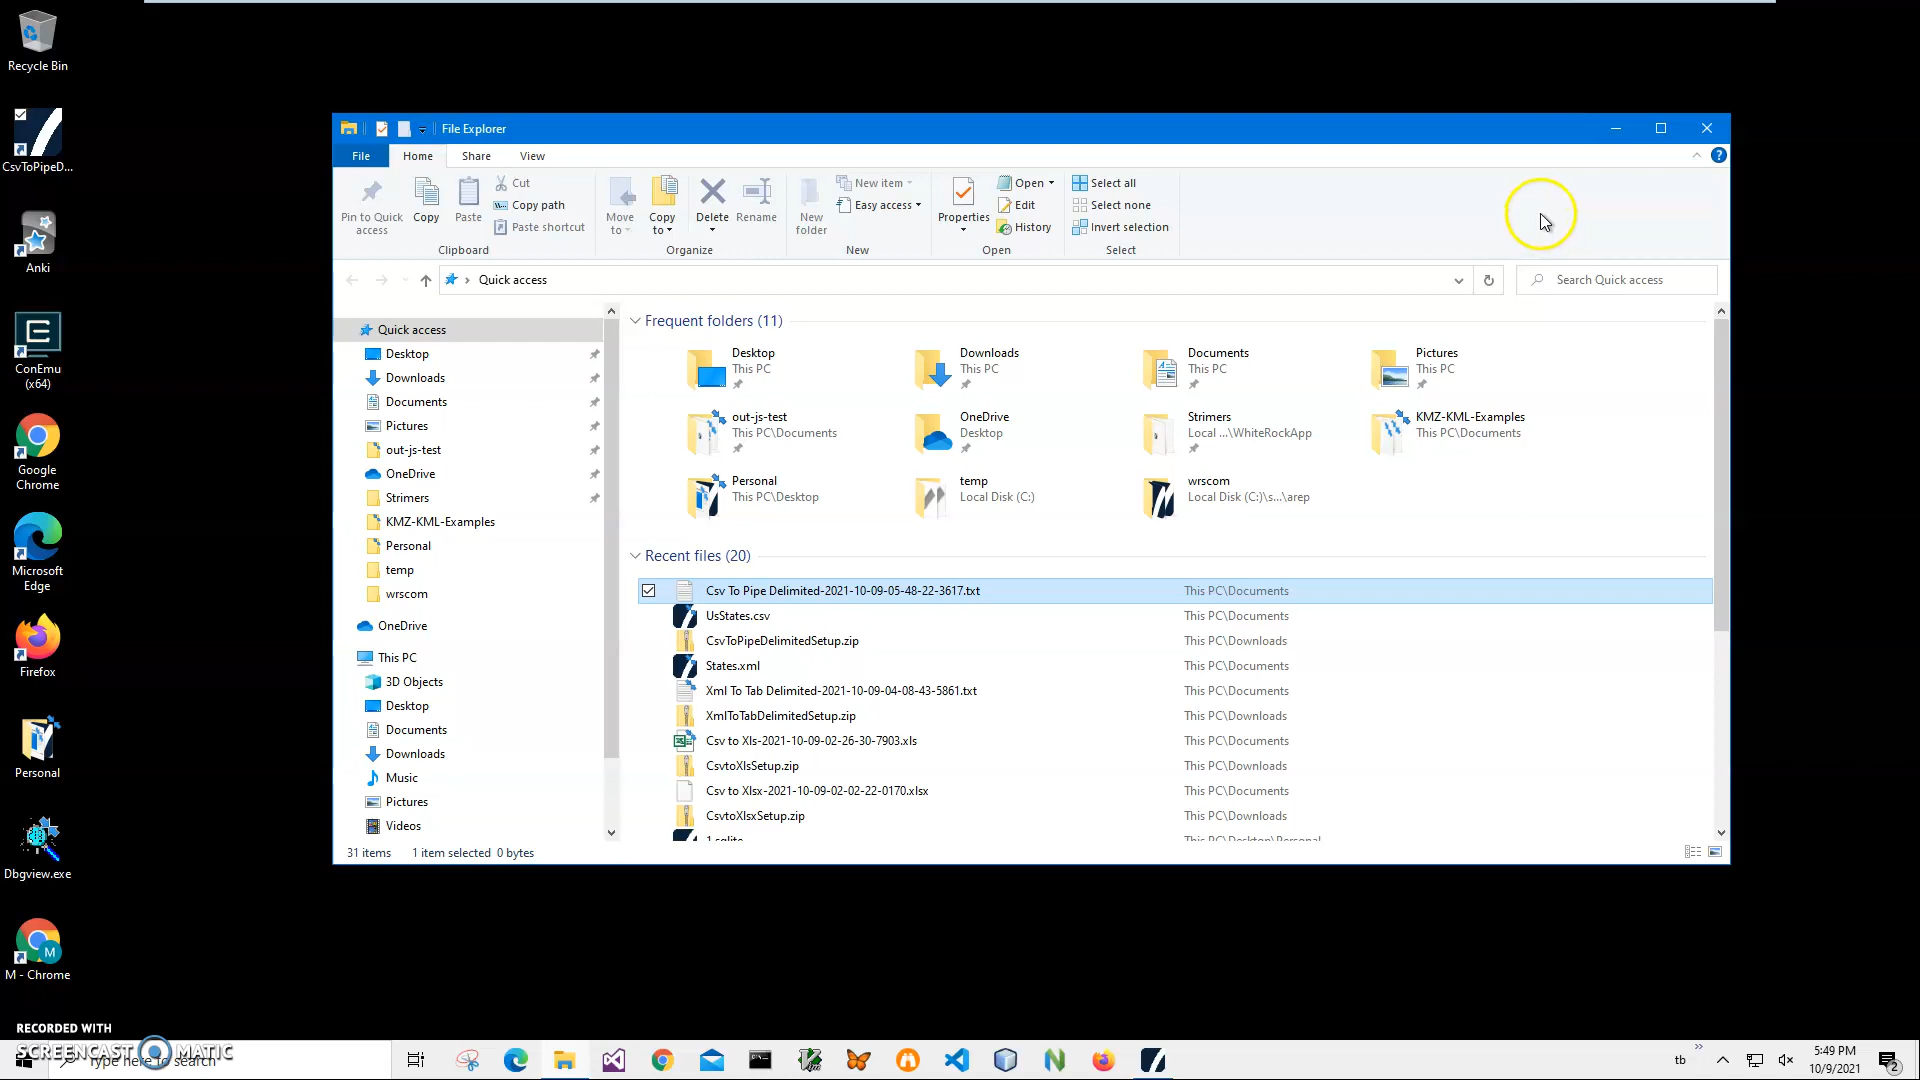 Recycle Bin
CsvToPipeD...
Anki
ConEmu
(x64)
Google
Chrome
Microsoft
Edge
Firefox
Personal
Dbgview.exe
M
M - Chrome
File Explorer
File
Home
Share
View
Pin to Quick
access
Copy
Paste
Cut
Copy path
Paste shortcut
Clipboard
Move
to
Copy
to
Delete
Rename
Organize
New
folder
New item
Easy access
New
Properties
Open
Edit
History
Open
Select all
Select none
Invert selection
Select
Quick access
Search Quick access
Quick access
Desktop
Downloads
Documents
Pictures
out-js-test
OneDrive
Strimers
KMZ-KML-Examples
Personal
temp
wrscom
OneDrive
This PC
3D Objects
Desktop
Documents
Downloads
Music
Pictures
Videos
Frequent folders (11)
Desktop
This PC
Downloads
This PC
Documents
This PC
Pictures
This PC
out-js-test
This PC\Documents
OneDrive
Desktop
Strimers
Local ...\WhiteRockApp
KMZ-KML-Examples
This PC\Documents
Personal
This PC\Desktop
temp
Local Disk (C:)
wrscom
Local Disk (C:)\s...\arep
Recent files (20)
Csv To Pipe Delimited-2021-10-09-05-48-22-3617.txt This PC\Documents
UsStates.csv This PC\Documents
CsvToPipeDelimitedSetup.zip This PC\Downloads
States.xml This PC\Documents
Xml To Tab Delimited-2021-10-09-04-08-43-5861.txt This PC\Documents
XmlToTabDelimitedSetup.zip This PC\Downloads
Csv to Xls-2021-10-09-02-26-30-7903.xls This PC\Documents
CsvtoXlsSetup.zip This PC\Downloads
Csv to Xlsx-2021-10-09-02-02-22-0170.xlsx This PC\Documents
CsvtoXlsxSetup.zip This PC\Downloads
1.sqlite This PC\Desktop\Personal
31 items 1 item selected 0 bytes
RECORDED WITH
SCREENCAST MATIC
Type here to search
tb
5:49 PM
10/9/2021
2